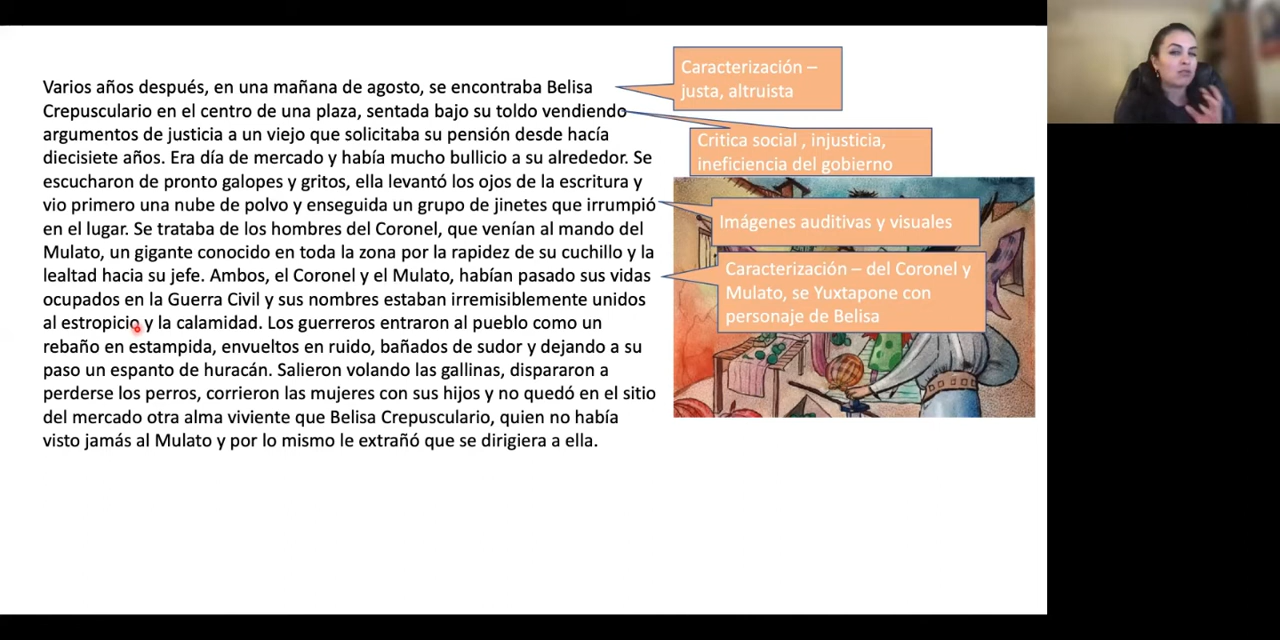 Varios años después, en una mañana de agosto, se encontraba Belisa
Crepusculario en el centro de una plaza, sentada bajo su toldo vendiendo
argumentos de justicia a un viejo que solicitaba su pensión desde hacía
diecisiete años. Era día de mercado y había mucho bullicio a su alrededor. Se
escucharon de pronto galopes y gritos, ella levantó los ojos de la escritura y
vio primero una nube de polvo y enseguida un grupo de jinetes que irrumpió
en el lugar. Se trataba de los hombres del Coronel, que venían al mando del
Mulato, un gigante conocido en toda la zona por la rapidez de su cuchillo y la
lealtad hacia su jefe. Ambos, el Coronel y el Mulato, habían pasado sus vidas
ocupados en la Guerra Civil y sus nombres estaban irremisiblemente unidos
al estropicio y la calamidad. Los guerreros entraron al pueblo como un
rebaño en estampida, envueltos en ruido, bañados de sudor y dejando a su
paso un espanto de huracán. Salieron volando las gallinas, dispararon a
perderse los perros, corrieron las mujeres con sus hijos y no quedó en el sitio
del mercado otra alma viviente que Belisa Crepusculario, quien no había
visto jamás al Mulato y por lo mismo le extrañó que se dirigiera a ella.
Caracterización –
justa, altruista
Critica social , injusticia,
ineficiencia del gobierno
Imágenes auditivas y visuales
Caracterización – del Coronel y
Mulato, se Yuxtapone con
personaje de Belisa